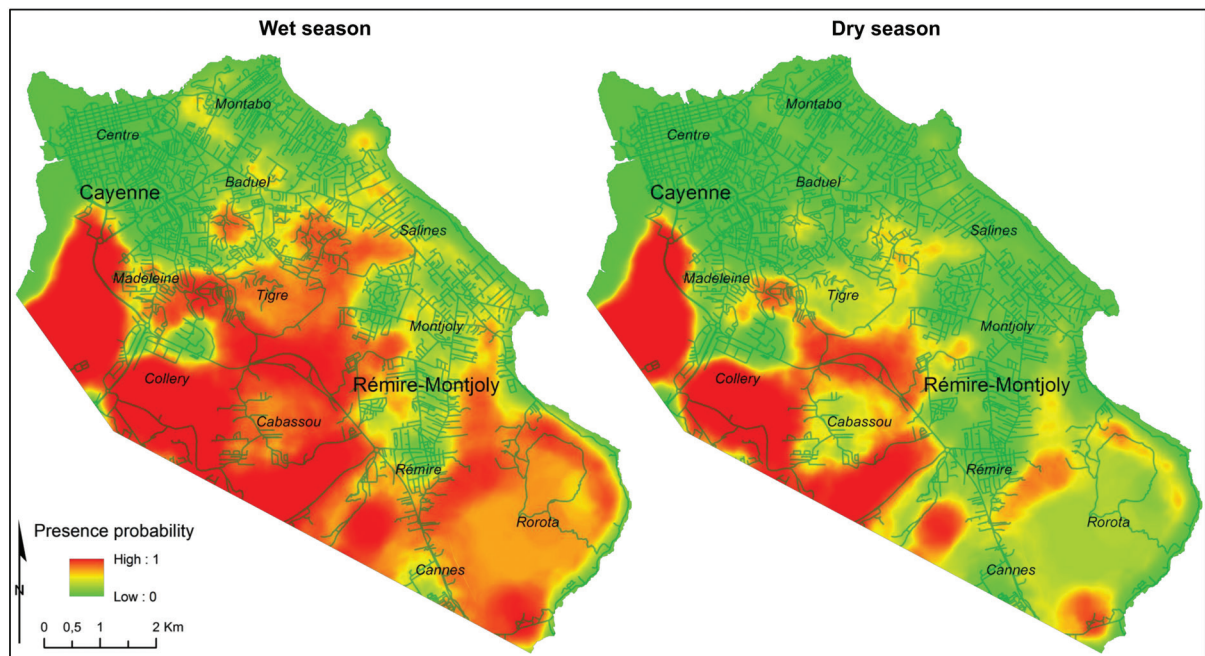 Wet season
Dry season
Montabo
Centre
Baduel
Cayenne
Salines
Madeleine
Tigre
Montjoly
Collery
Rémire-Montjoly
Cabassou
Rémire
Rorota
Cannes
Montabo
Centre
Baduel
Cayenne
Salines
Madeleine
Tigre
Montjoly
Collery
Rémire-Montjoly
Cabassou
Rémire
Rorota
Cannes
Presence probability
High : 1
Low : 0
N
0 0,5 1 2 Km